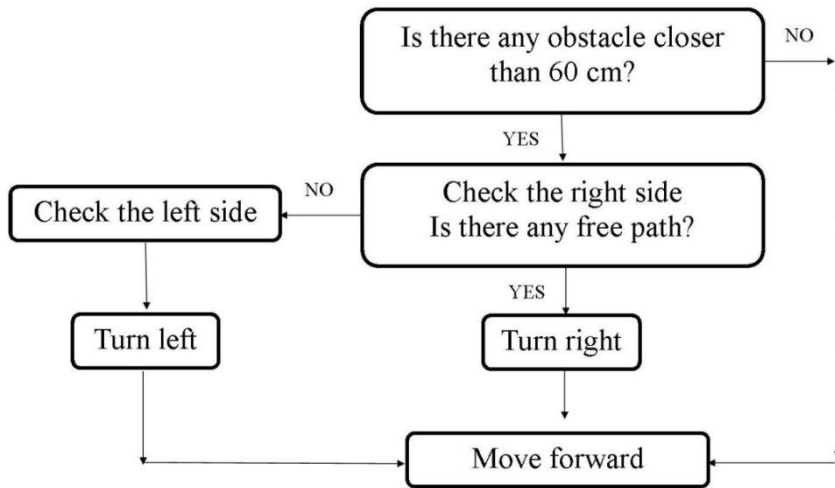 Is there any obstacle closer
than 60 cm?
NO
YES
Check the right side
Is there any free path?
NO
Check the left side
YES
Turn left
Turn right
Move forward